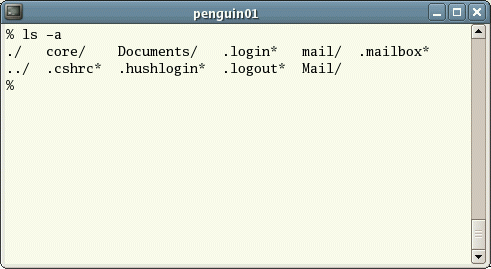 penguin01
% ls -a
./   core/    Documents/   .login*   mail/  .mailbox*
../  .cshrc*  .hushlogin*  .logout*  Mail/
%